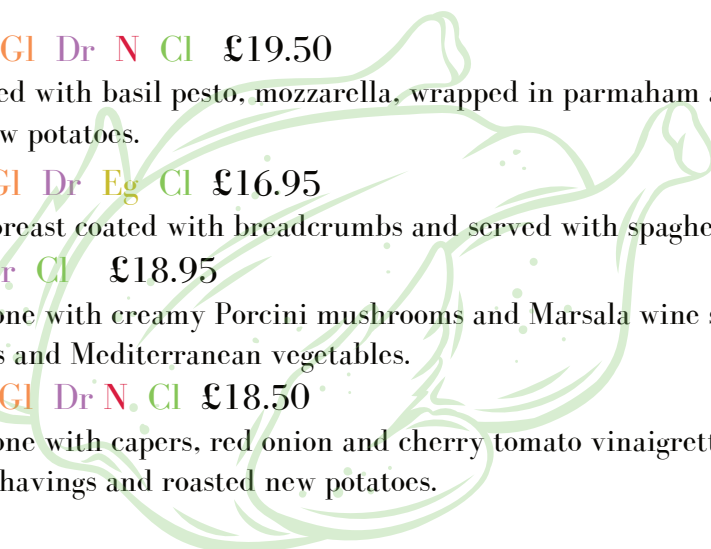 Gl Dr N Cl £19.50
ed with basil pesto, mozzarella, wrapped in parmaham
w potatoes.
Gl Dr Eg Cl £16.95
breast coated with breadcrumbs and served with spaghe
r Cl £18.95
one with creamy Porcini mushrooms and Marsala wine s
s and Mediterranean vegetables.
Gl Dr N Cl £18.50
one with capers, red onion and cherry tomato vinaigrett
havings and roasted new potatoes.